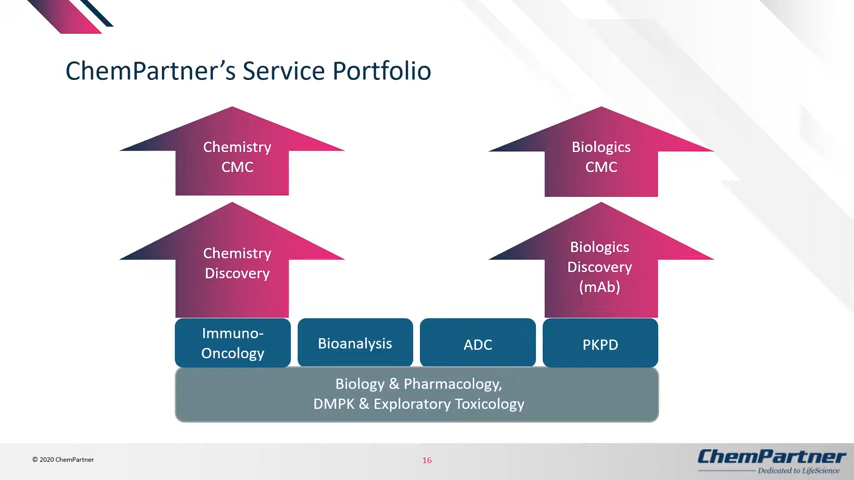 ChemPartner’s Service Portfolio
Chemistry
CMC
Biologics
CMC
Chemistry
Discovery
Biologics
Discovery
(mAb)
Immuno-
Oncology
Bioanalysis
ADC
PKPD
Biology & Pharmacology,
DMPK & Exploratory Toxicology
© 2020 ChemPartner
16
ChemPartner
Dedicated to LifeScience